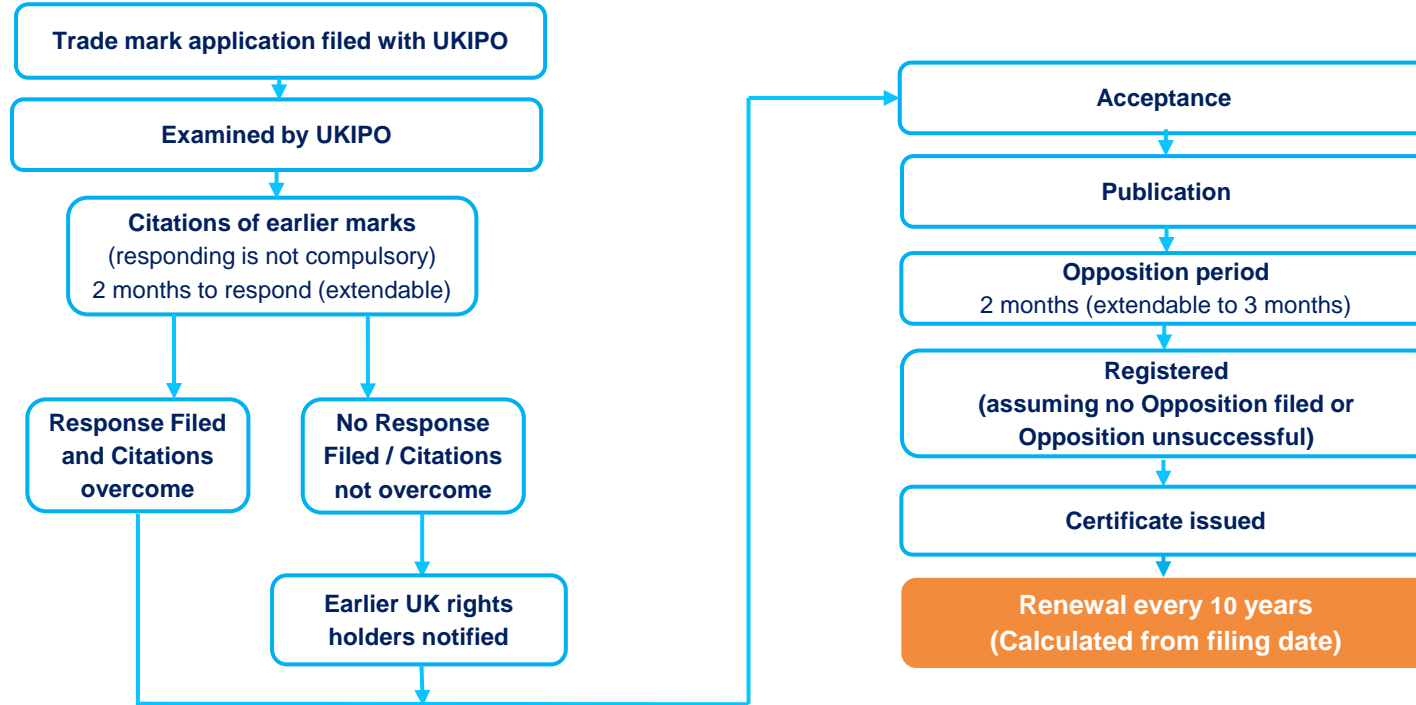 Trade mark application filed with UKIPO
Examined by UKIPO
Citations of earlier marks
(responding is not compulsory)
2 months to respond (extendable)
Response Filed
and Citations
overcome
No Response
Filed / Citations
not overcome
Earlier UK rights
holders notified
Acceptance
Publication
Opposition period
2 months (extendable to 3 months)
Registered
(assuming no Opposition filed or
Opposition unsuccessful)
Certificate issued
Renewal every 10 years
(Calculated from filing date)